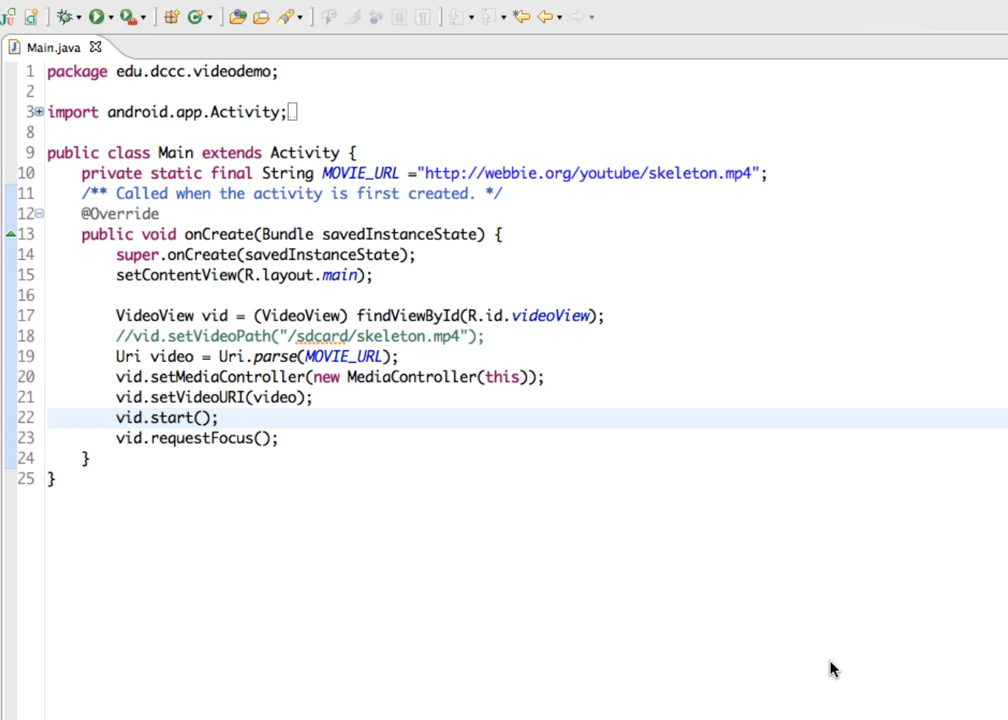 Main.java
1 package edu.dccc.videodemo;
2
3 import android.app.Activity;
8
9 public class Main extends Activity {
10 private static final String MOVIE_URL ="http://webbie.org/youtube/skeleton.mp4";
11 /** Called when the activity is first created. */
12 @Override
13 public void onCreate(Bundle savedInstanceState) {
14 super.onCreate(savedInstanceState);
15 setContentView(R.layout.main);
16
17 VideoView vid = (VideoView) findViewById(R.id.videoView);
18 //vid.setVideoPath("/sdcard/skeleton.mp4");
19 Uri video = Uri.parse(MOVIE_URL);
20 vid.setMediaController(new MediaController(this));
21 vid.setVideoURI(video);
22 vid.start();
23 vid.requestFocus();
24 }
25 }